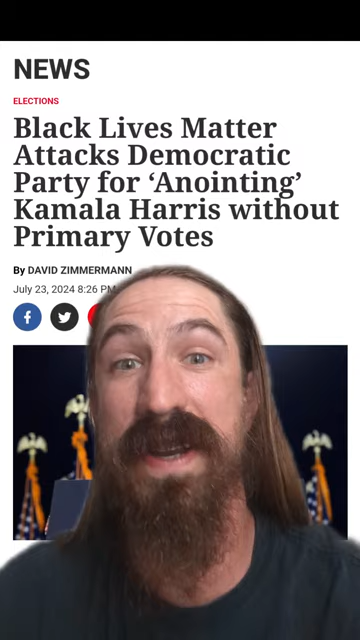 NEWS
ELECTIONS
Black Lives Matter
Attacks Democratic
Party for ‘Anointing’
Kamala Harris without
Primary Votes
By DAVID ZIMMERMANN
July 23, 2024 8:26 PM